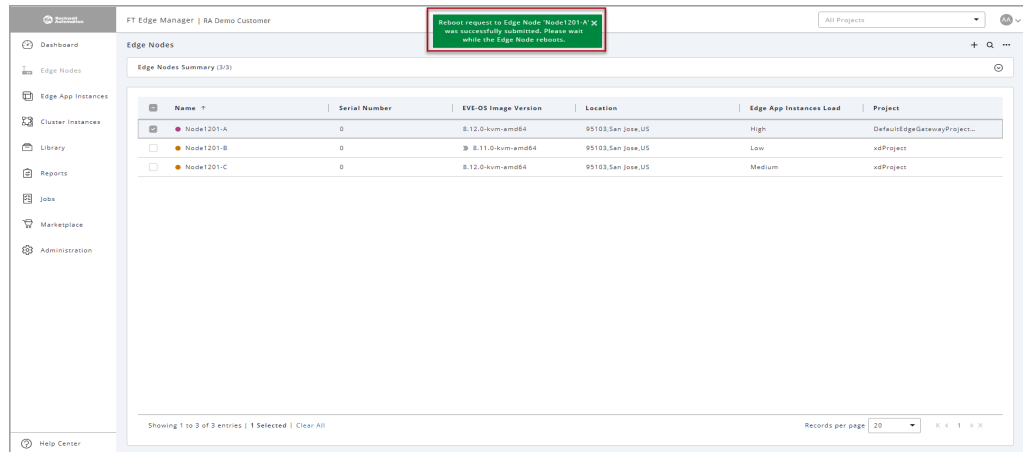 Rockwell Automation
FT Edge Manager | RA Demo Customer
Reboot request to Edge Node 'Node1201-A'
was successfully submitted. Please wait
while the Edge Node reboots.
All Projects
AA
Dashboard
Edge Nodes
Edge App Instances
Cluster Instances
Library
Reports
Jobs
Marketplace
Administration
Help Center
Edge Nodes
Edge Nodes Summary (3/3)
Name Serial Number EVE-OS Image Version Location Edge App Instances Load Project
Node1201-A 0 8.12.0-kvm-amd64 95103,San Jose,US High DefaultEdgeGatewayProject...
Node1201-B 0 8.11.0-kvm-amd64 95103,San Jose,US Low xdProject
Node1201-C 0 8.12.0-kvm-amd64 95103,San Jose,US Medium xdProject
Showing 1 to 3 of 3 entries | 1 Selected | Clear All
Records per page 20 1